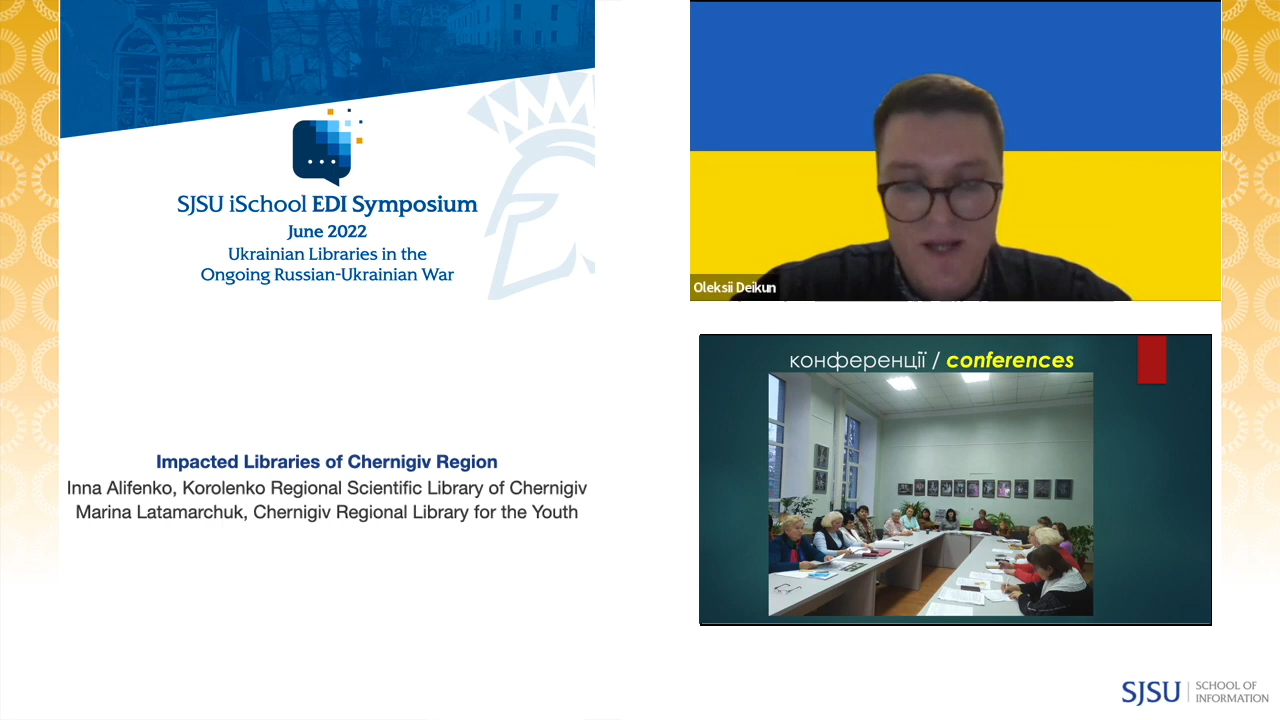 SJSU iSchool EDI Symposium
June 2022
Ukrainian Libraries in the
Ongoing Russian-Ukrainian War
Impacted Libraries of Chernigiv Region
Inna Alifenko, Korolenko Regional Scientific Library of Chernigiv
Marina Latamarchuk, Chernigiv Regional Library for the Youth
Oleksii Deikun
конференції / conferences
SJSU SCHOOL OF
INFORMATION